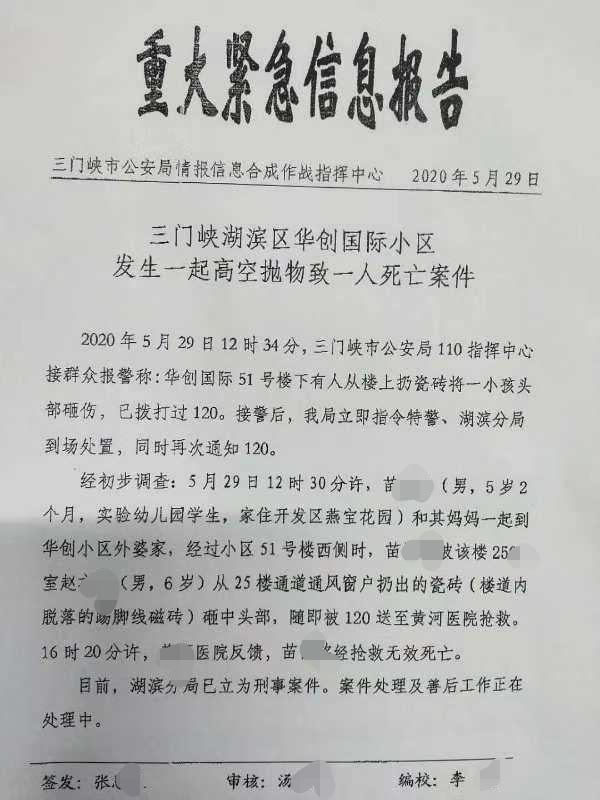 重大紧急信息报告
三门峡市公安局情报信息合成作战指挥中心 2020年5月29日
三门峡湖滨区华创国际小区
发生一起高空抛物致一人死亡案件
2020年5月29日12时34分，三门峡市公安局110指挥中心
接群众报警称：华创国际51号楼下有人从楼上扔瓷砖将一小孩头
部砸伤，已拨打过120。接警后，我局立即指令特警、湖滨分局
到场处置，同时再次通知120。
经初步调查：5月29日12时30分许，苗（男，5岁2
个月，实验幼儿园学生，家住开发区燕宝花园）和其妈妈一起到
华创小区外婆家，经过小区51号楼西侧时，苗被该楼25
室赵（男，6岁）从25楼通道通风窗户扔出的瓷砖（楼道内
脱落的踢脚线磁砖）砸中头部，随即被120送至黄河医院抢救。
16时20分许，医院反馈，苗经抢救无效死亡。
目前，湖滨分局已立为刑事案件。案件处理及善后工作正在
处理中。
签发：张 审核：汤 编校：李